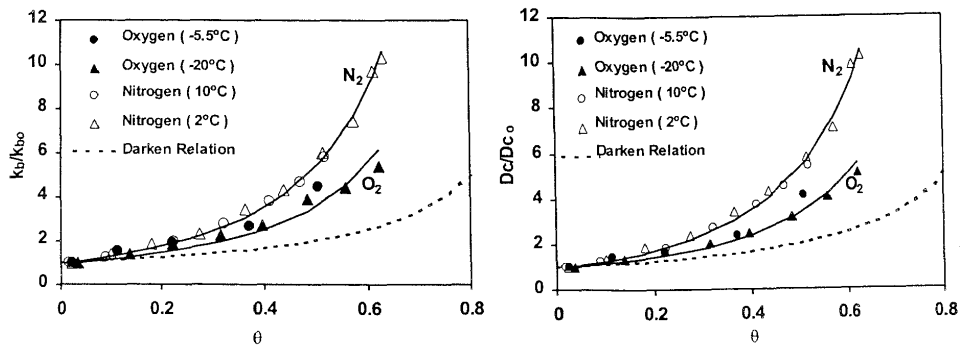 12
10
8
6
4
2
0
k_b/k_bo
Oxygen ( -5.5ºC )
Oxygen ( -20ºC )
Nitrogen ( 10ºC )
Nitrogen ( 2ºC )
Darken Relation
N₂
O₂
0
0.2
0.4
0.6
0.8
θ
12
10
8
6
4
2
0
Dc/Dc₀
Oxygen ( -5.5ºC )
Oxygen ( -20ºC )
Nitrogen ( 10ºC )
Nitrogen ( 2ºC )
Darken Relation
N₂
O₂
0
0.2
0.4
0.6
0.8
θ